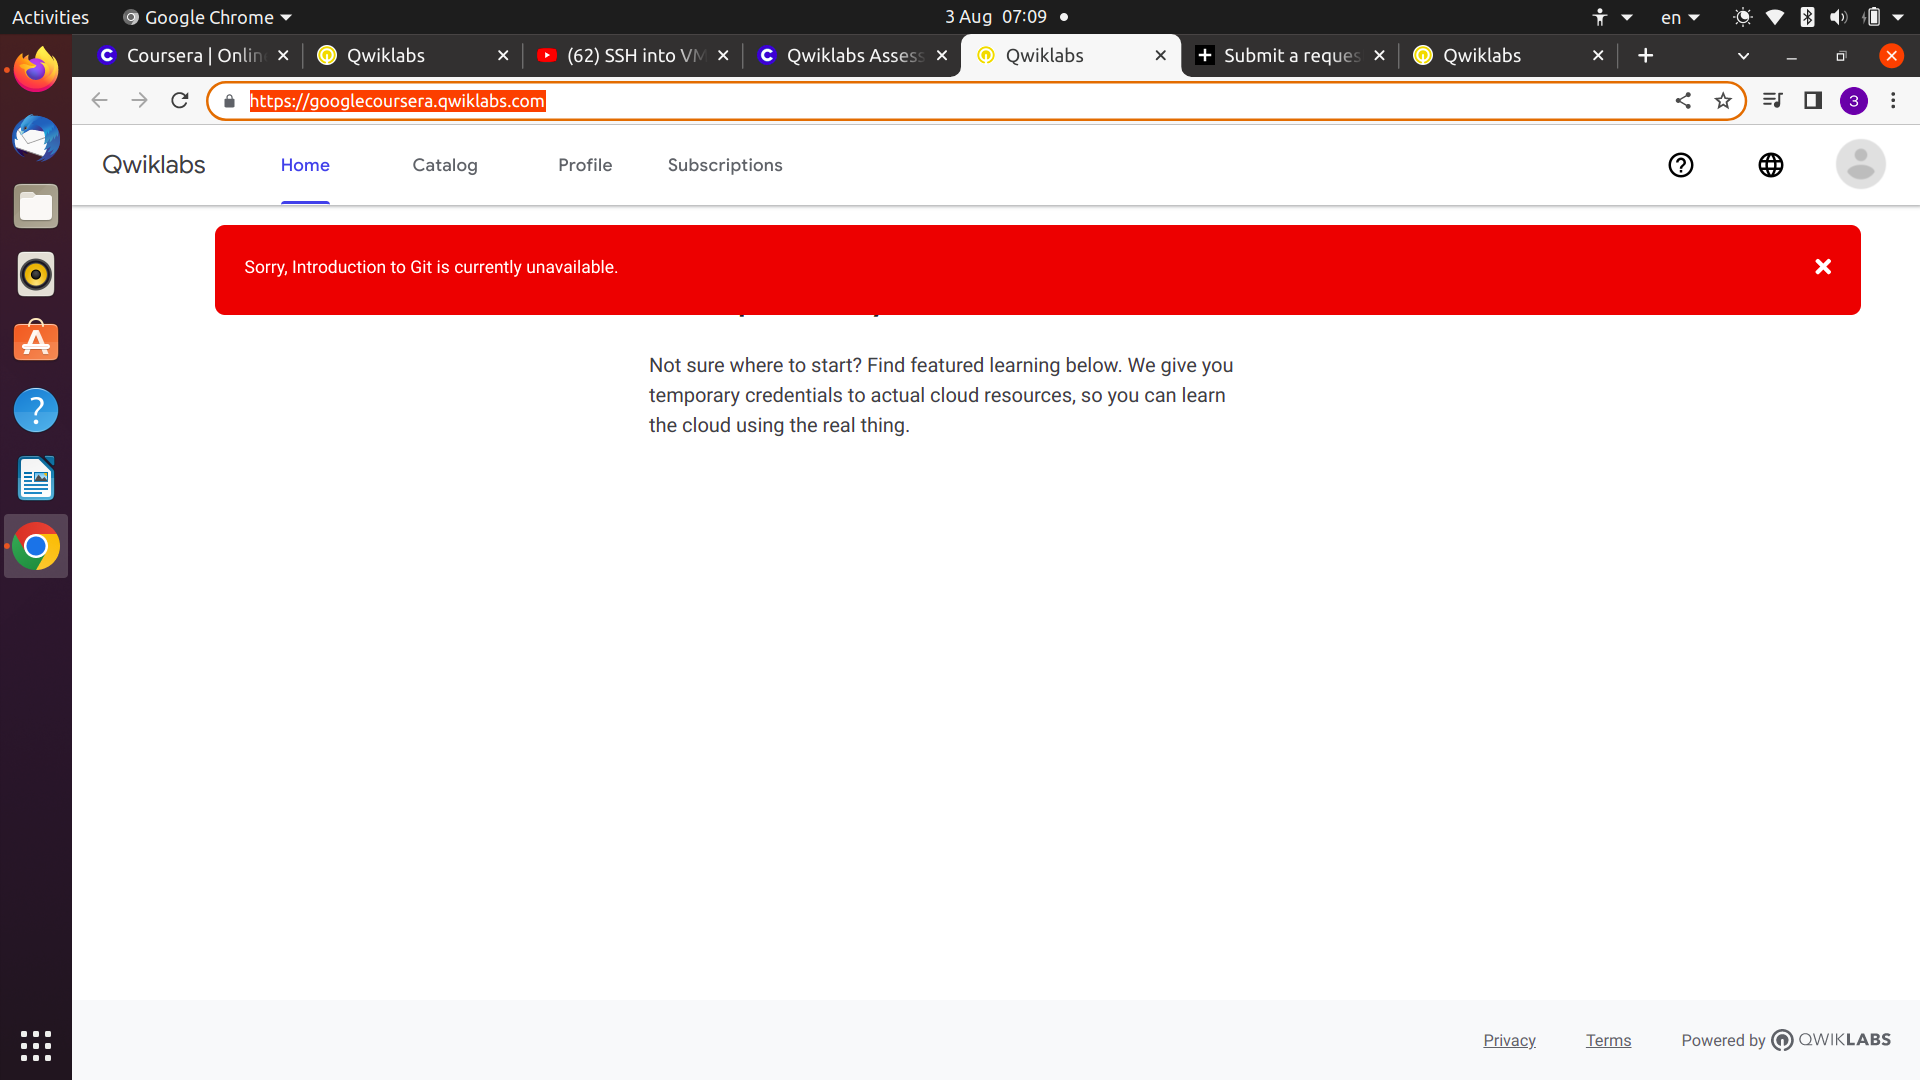 Activities
Google Chrome
3 Aug 07:09
en
Coursera | Onlin
Qwiklabs
(62) SSH into VM
Qwiklabs Assess
Qwiklabs
Submit a reques
Qwiklabs
https://googlecoursera.qwiklabs.com
3
Qwiklabs
Home
Catalog
Profile
Subscriptions
Sorry, Introduction to Git is currently unavailable.
Not sure where to start? Find featured learning below. We give you
temporary credentials to actual cloud resources, so you can learn
the cloud using the real thing.
Privacy
Terms
Powered by QWIKLABS